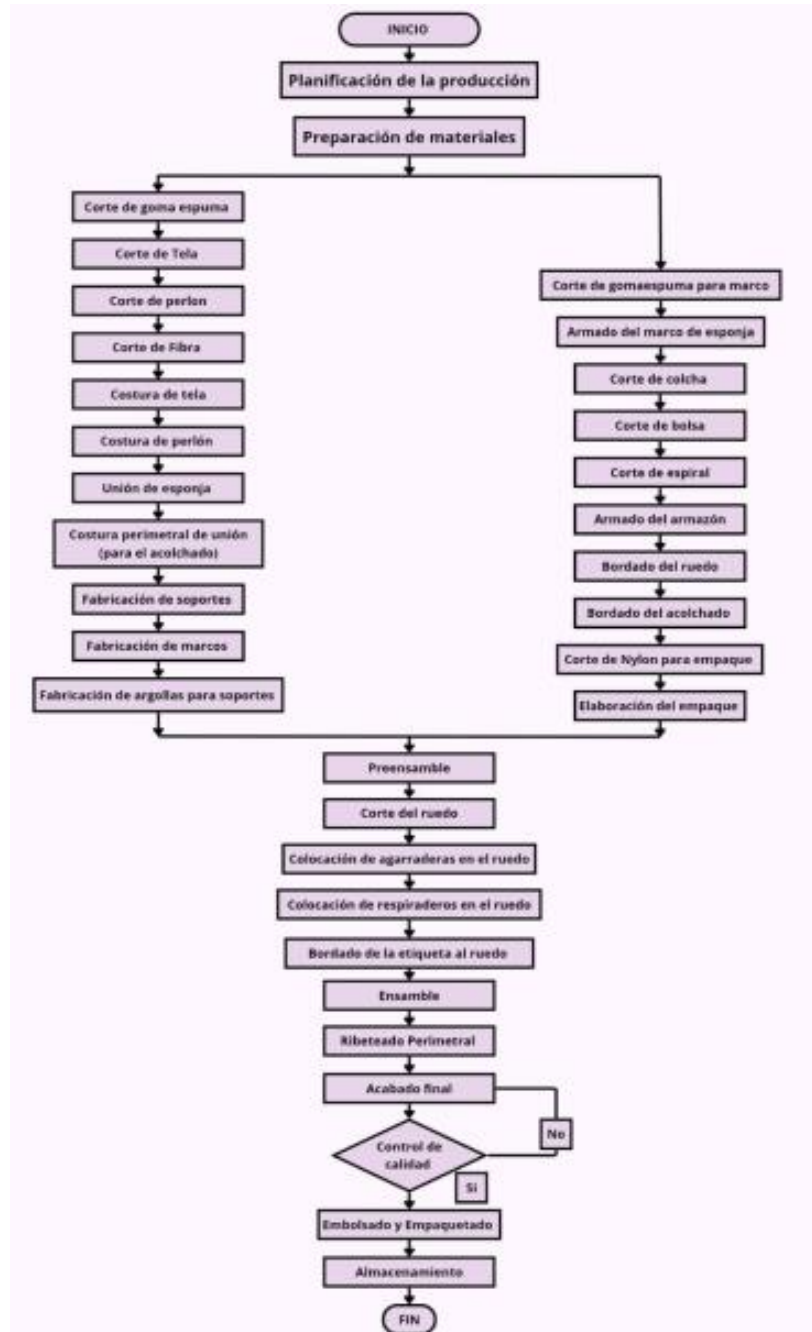 INICIO
Planificación de la producción
Preparación de materiales
Corte de goma espuma
Corte de Tela
Corte de perlon
Corte de Fibra
Costura de tela
Costura de perlón
Unión de esponja
Costura perimetral de unión
(para el acolchado)
Fabricación de soportes
Fabricación de marcos
Fabricación de argollas para soportes
Corte de gomaespuma para marco
Armado del marco de esponja
Corte de colcha
Corte de bolsa
Corte de espiral
Armado del armazón
Bordado del ruedo
Bordado del acolchado
Corte de Nylon para empaque
Elaboración del empaque
Preensamble
Corte del ruedo
Colocación de agarraderas en el ruedo
Colocación de respiraderos en el ruedo
Bordado de la etiqueta al ruedo
Ensamble
Ribeteado Perimetral
Acabado final
No
Control de
calidad
Si
Embolsado y Empaquetado
Almacenamiento
FIN